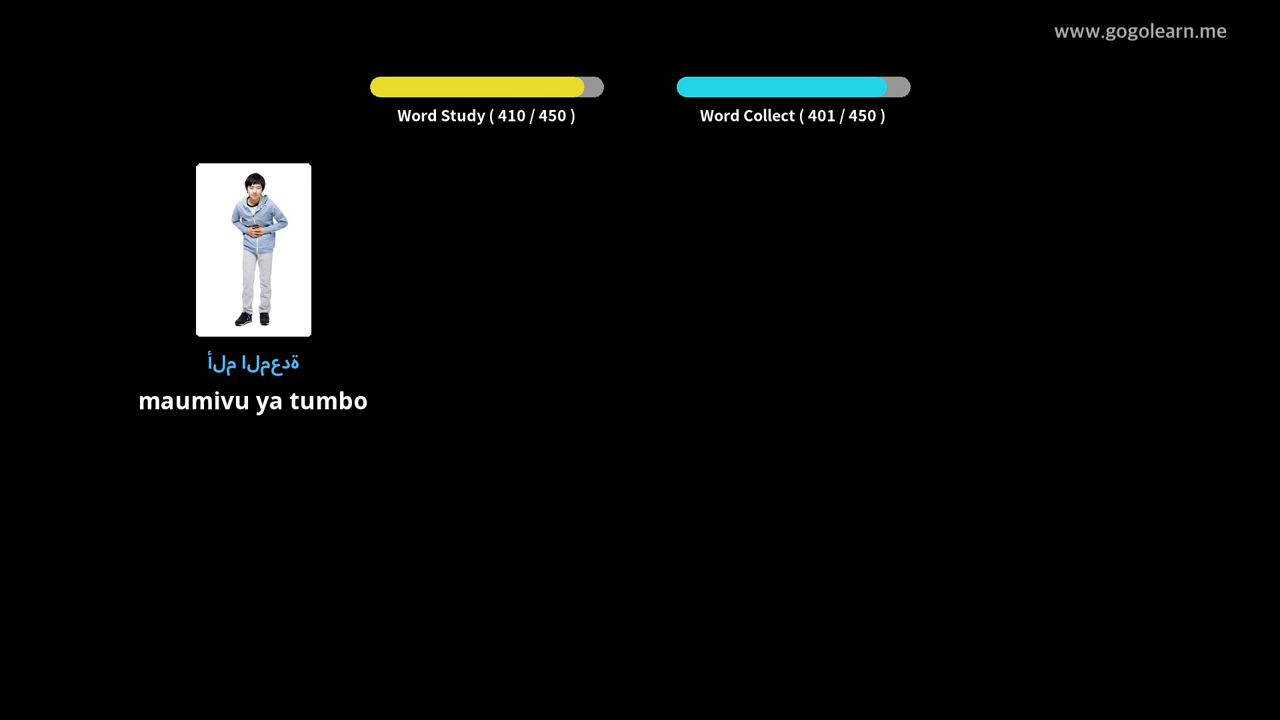 www.gogolearn.me
Word Study ( 410 / 450 )
Word Collect ( 401 / 450 )
ألم المعدة
maumivu ya tumbo